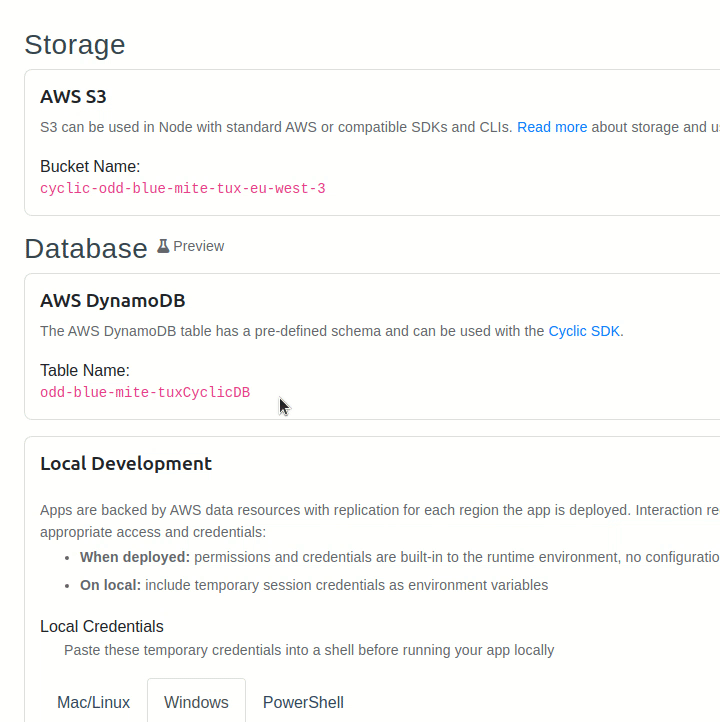 Storage
AWS S3
S3 can be used in Node with standard AWS or compatible SDKs and CLIs. Read more about storage and
Bucket Name:
cyclic-odd-blue-mite-tux-eu-west-3
Database Preview
AWS DynamoDB
The AWS DynamoDB table has a pre-defined schema and can be used with the Cyclic SDK.
Table Name:
odd-blue-mite-tuxCyclicDB
Local Development
Apps are backed by AWS data resources with replication for each region the app is deployed. Interaction
appropriate access and credentials:
• When deployed: permissions and credentials are built-in to the runtime environment, no
• On local: include temporary session credentials as environment variables
Local Credentials
Paste these temporary credentials into a shell before running your app locally
Mac/Linux Windows PowerShell